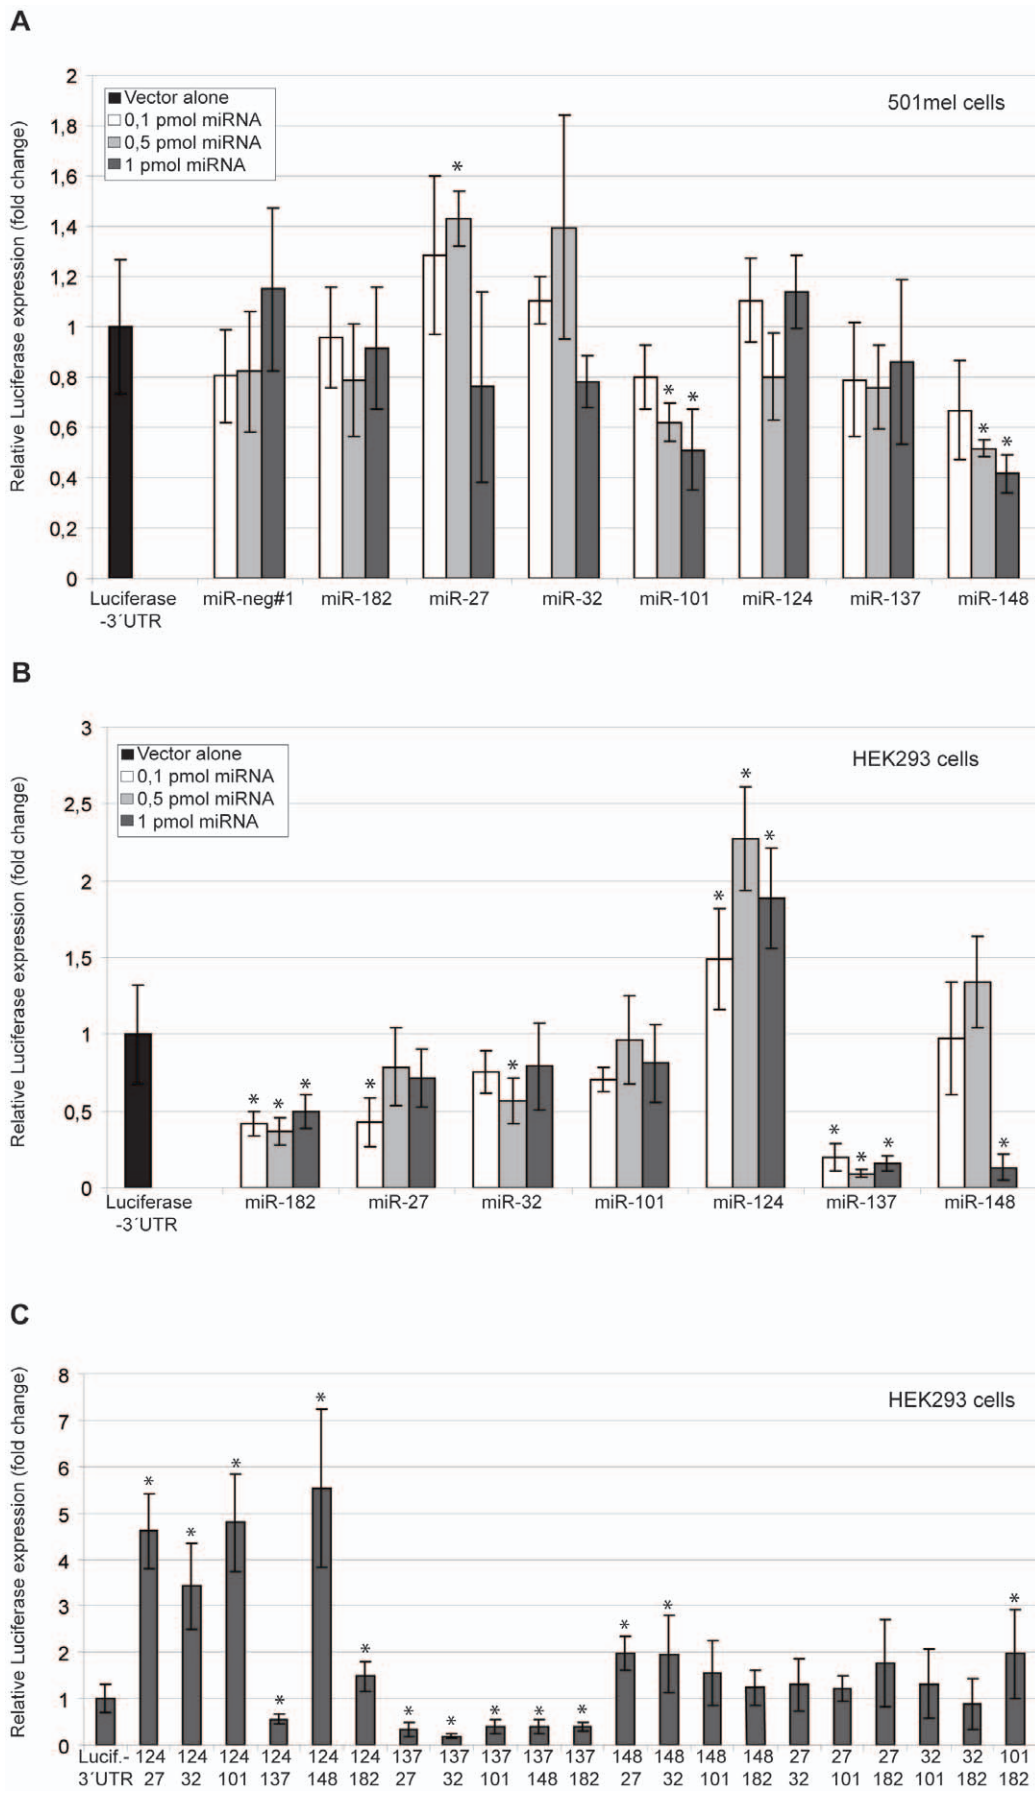 A
Relative Luciferase expression (fold change)
2
1,8
1,6
1,4
1,2
1
0,8
0,6
0,4
0,2
0
Vector alone
0,1 pmol miRNA
0,5 pmol miRNA
1 pmol miRNA
501mel cells
*
* *
* *
Luciferase miR-neg#1 miR-182 miR-27 miR-32 miR-101 miR-124 miR-137 miR-148
-3´UTR
B
Relative Luciferase expression (fold change)
3
2,5
2
1,5
1
0,5
0
Vector alone
0,1 pmol miRNA
0,5 pmol miRNA
1 pmol miRNA
HEK293 cells
* * *
*
*
* * *
* * *
*
Luciferase miR-182 miR-27 miR-32 miR-101 miR-124 miR-137 miR-148
-3´UTR
C
Relative Luciferase expression (fold change)
8
7
6
5
4
3
2
1
0
HEK293 cells
* * * * * * * * * * * * * *
Lucif.- 124 124 124 124 124 124 137 137 137 137 137 148 148 148 148 27 27 27 32 32 101
3´UTR 27 32 101 137 148 182 27 32 101 148 182 27 32 101 182 32 101 182 101 182 182